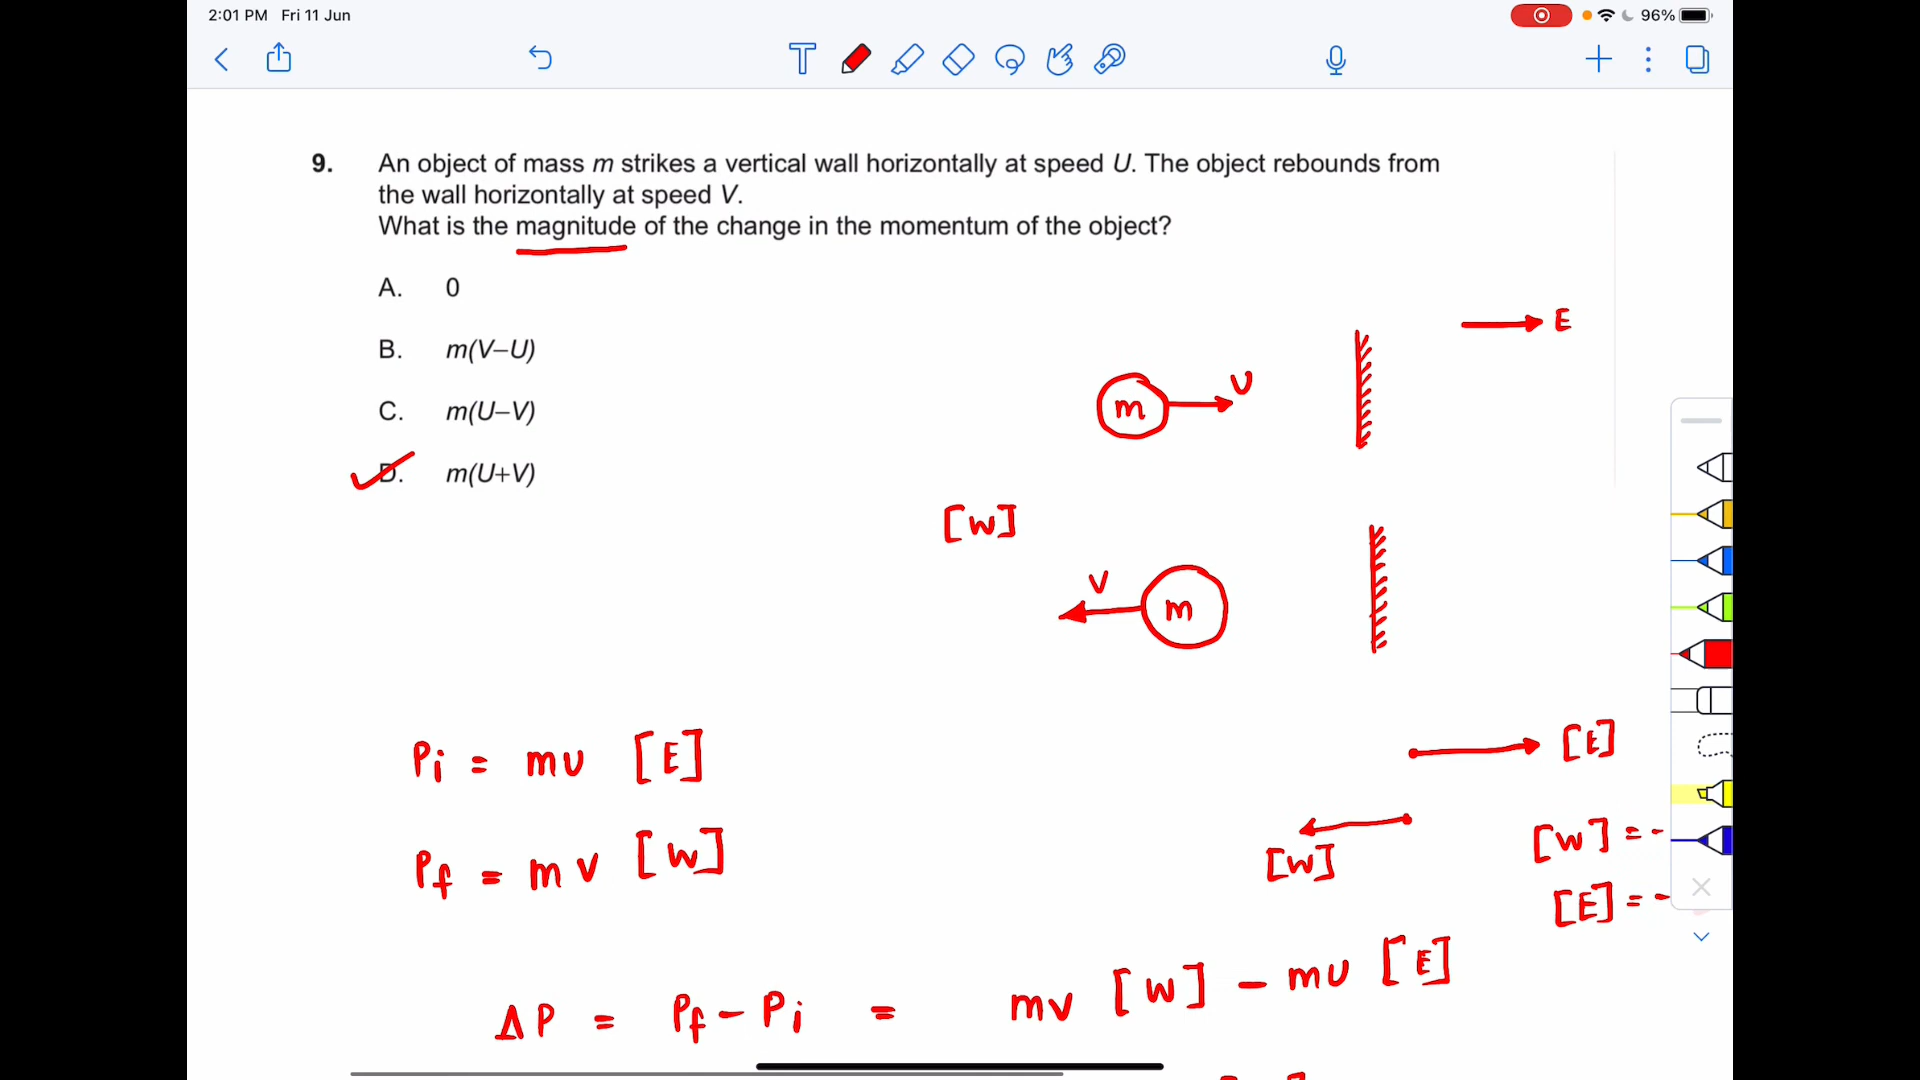 2:01 PM Fri 11 Jun 96%
9. An object of mass m strikes a vertical wall horizontally at speed U. The object rebounds from
the wall horizontally at speed V.
What is the magnitude of the change in the momentum of the object?
A. 0
B. m(V–U)
C. m(U–V)
D. m(U+V)
E
m U
[W]
V m
Pi = mU [E]
Pf = mV [W]
[E]
[W]
[W] = -
[E] = -
ΔP = Pf - Pi = mV [W] - mU [E]